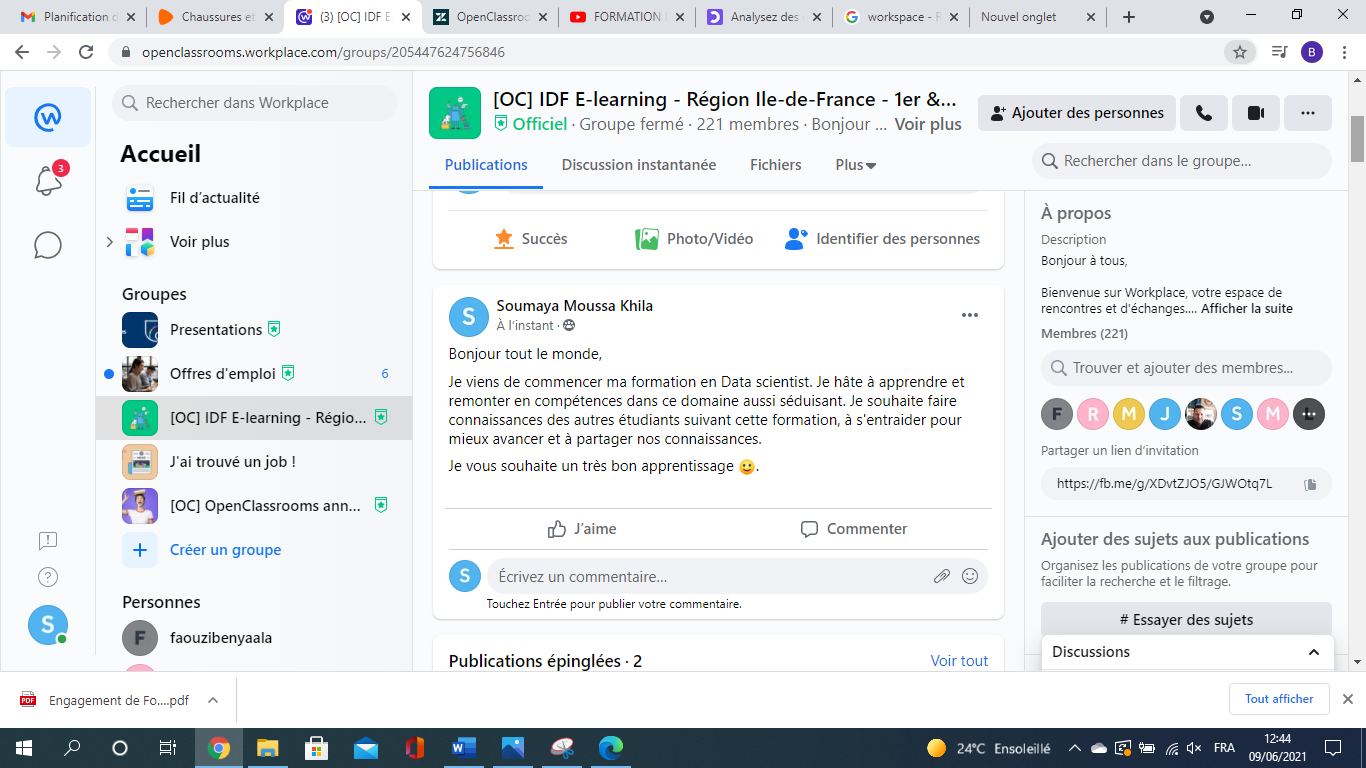 Planification d
Chaussures et
(3) [OC] IDF E
OpenClassroo
FORMATION
Analysez des
workspace - R
Nouvel onglet
openclassrooms.workplace.com/groups/205447624756846
B
3
Rechercher dans Workplace
Accueil
Fil d'actualité
Voir plus
Groupes
Presentations
Offres d'emploi
6
[OC] IDF E-learning - Régio...
J'ai trouvé un job !
[OC] OpenClassrooms ann...
Créer un groupe
Personnes
F
faouzibenyaala
S
[OC] IDF E-learning - Région Ile-de-France - 1er &...
Officiel · Groupe fermé · 221 membres · Bonjour ... Voir plus
Ajouter des personnes
Publications
Discussion instantanée
Fichiers
Plus
Rechercher dans le groupe...
Succès
Photo/Vidéo
Identifier des personnes
S
Soumaya Moussa Khila
À l'instant ·
Bonjour tout le monde,
Je viens de commencer ma formation en Data scientist. Je hâte à apprendre et
remonter en compétences dans ce domaine aussi séduisant. Je souhaite faire
connaissances des autres étudiants suivant cette formation, à s'entraider pour
mieux avancer et à partager nos connaissances.
Je vous souhaite un très bon apprentissage 🙂.
J'aime
Commenter
S
Écrivez un commentaire...
Touchez Entrée pour publier votre commentaire.
Publications épinglées · 2
Voir tout
À propos
Description
Bonjour à tous,
Bienvenue sur Workplace, votre espace de
rencontres et d'échanges.... Afficher la suite
Membres (221)
Trouver et ajouter des membres...
F R M J S M
Partager un lien d'invitation
https://fb.me/g/XDvtZJO5/GJWOtq7L
Ajouter des sujets aux publications
Organisez les publications de votre groupe pour
faciliter la recherche et le filtrage.
# Essayer des sujets
Discussions
PDF
Engagement de Fo....pdf
Tout afficher
24°C Ensoleillé
FRA
12:44
09/06/2021